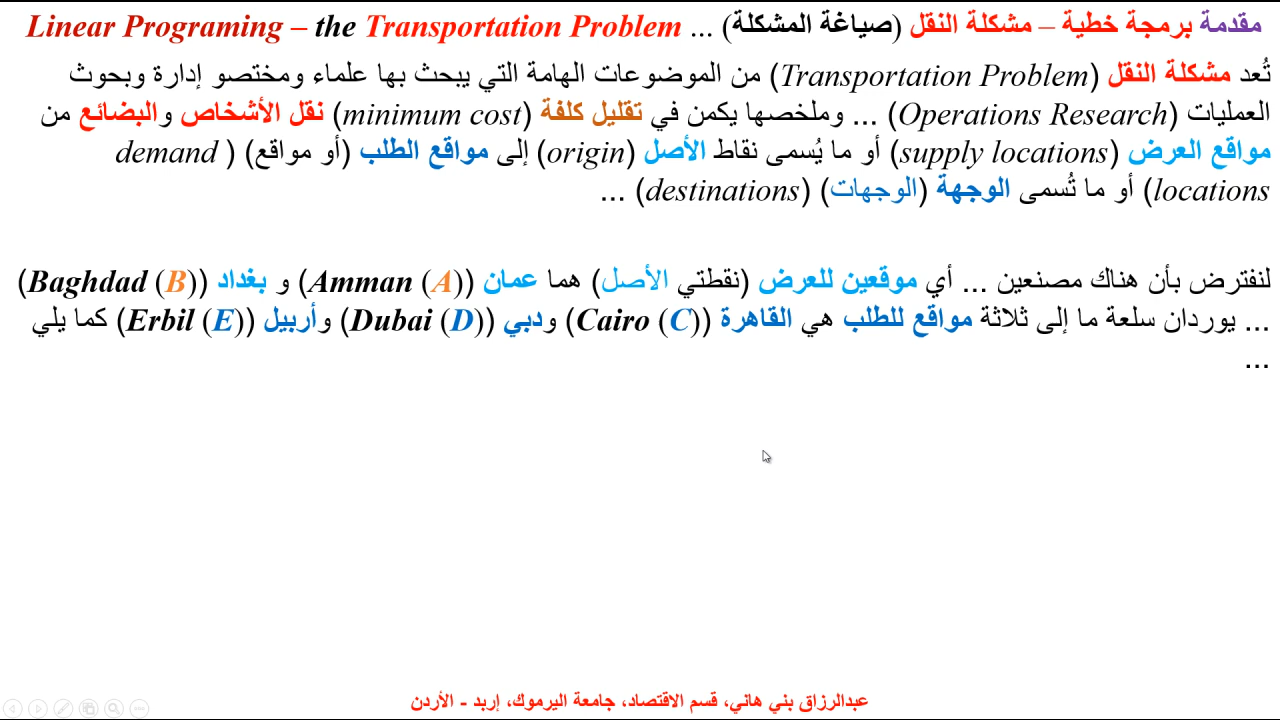 مقدمة برمجة خطية – مشكلة النقل (صياغة المشكلة) ... Linear Programing – the Transportation Problem
تُعد مشكلة النقل (Transportation Problem) من الموضوعات الهامة التي يبحث بها علماء ومختصو إدارة وبحوث
العمليات (Operations Research) ... وملخصها يكمن في تقليل كلفة (minimum cost) نقل الأشخاص والبضائع من
مواقع العرض (supply locations) أو ما يُسمى نقاط الأصل (origin) إلى مواقع الطلب (أو مواقع) (demand
locations) أو ما تُسمى الوجهة (الوجهات) (destinations) ...
لنفترض بأن هناك مصنعين ... أي موقعين للعرض (نقطتي الأصل) هما عمان (Amman (A)) و بغداد (Baghdad (B))
... يوردان سلعة ما إلى ثلاثة مواقع للطلب هي القاهرة (Cairo (C)) ودبي (Dubai (D)) وأربيل (Erbil (E)) كما يلي
...
عبدالرزاق بني هاني، قسم الاقتصاد، جامعة اليرموك، إربد - الأردن